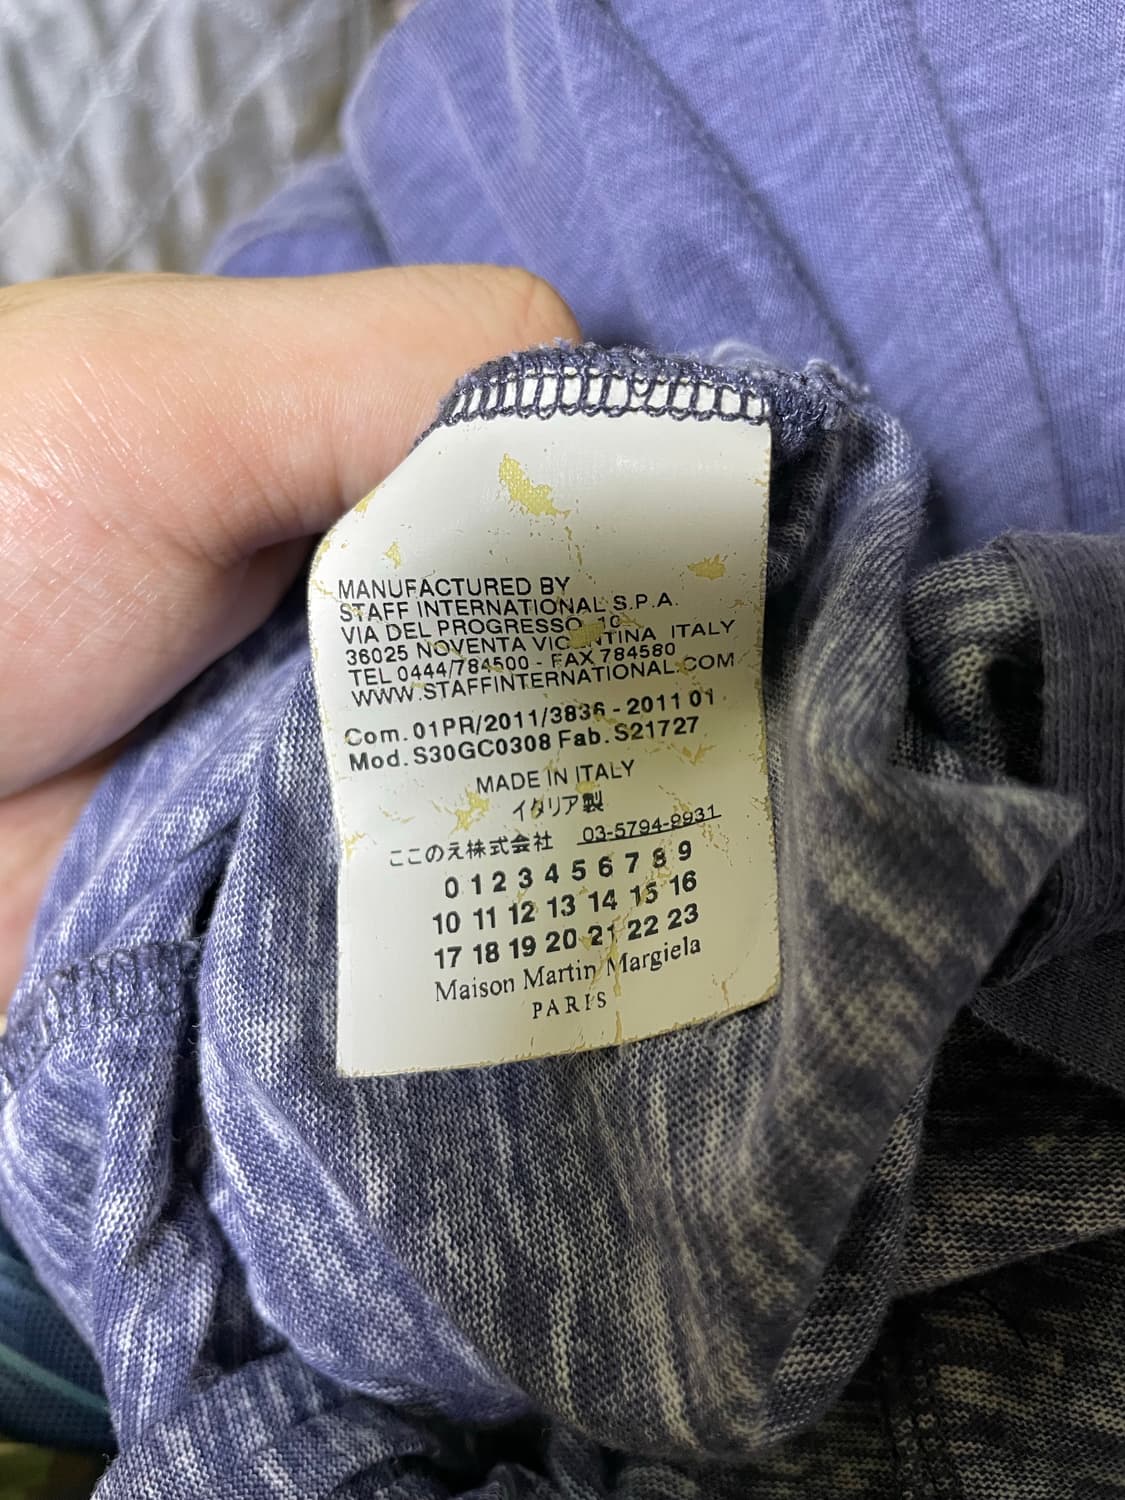 MANUFACTURED BY
STAFF INTERNATIONAL S.P.A.
VIA DEL PROGRESSO, 10
36025 NOVENTA VICENTINA ITALY
TEL 0444/784500 - FAX 784580
WWW.STAFFINTERNATIONAL.COM
Com. 01PR/2011/3836 - 2011 01
Mod. S30GC0308 Fab. S21727
MADE IN ITALY
イタリア製
ここのえ株式会社 03-5794-9931
0 1 2 3 4 5 6 7 8 9
10 11 12 13 14 15 16
17 18 19 20 21 22 23
Maison Martin Margiela
PARIS